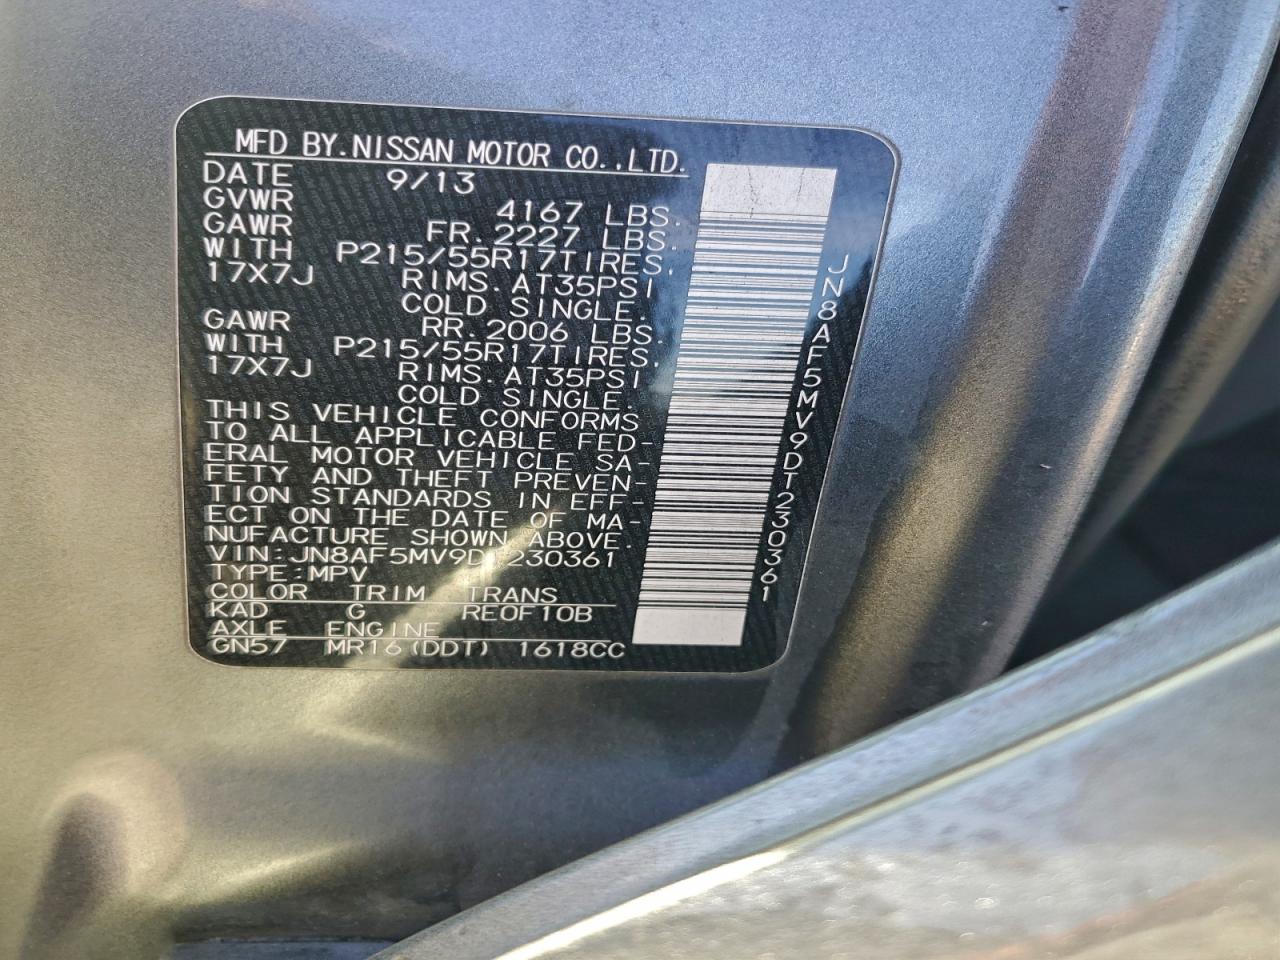 MFD BY.NISSAN MOTOR CO.,LTD.
DATE 9/13
GVWR 4167 LBS.
GAWR FR.2227 LBS.
WITH P215/55R17TIRES,
17X7J RIMS.AT35PSI
COLD SINGLE.
GAWR RR.2006 LBS.
WITH P215/55R17TIRES,
17X7J RIMS.AT35PSI
COLD SINGLE
THIS VEHICLE CONFORMS
TO ALL APPLICABLE FED-
ERAL MOTOR VEHICLE SA-
FETY AND THEFT PREVEN-
TION STANDARDS IN EFF-
ECT ON THE DATE OF MA-
NUFACTURE SHOWN ABOVE.
VIN:JN8AF5MV9DT230361
TYPE:MPV
COLOR TRIM TRANS
KAD G RE0F10B
AXLE ENGINE
GN57 MR16(DDT) 1618CC
JN8AF5MV9DT230361